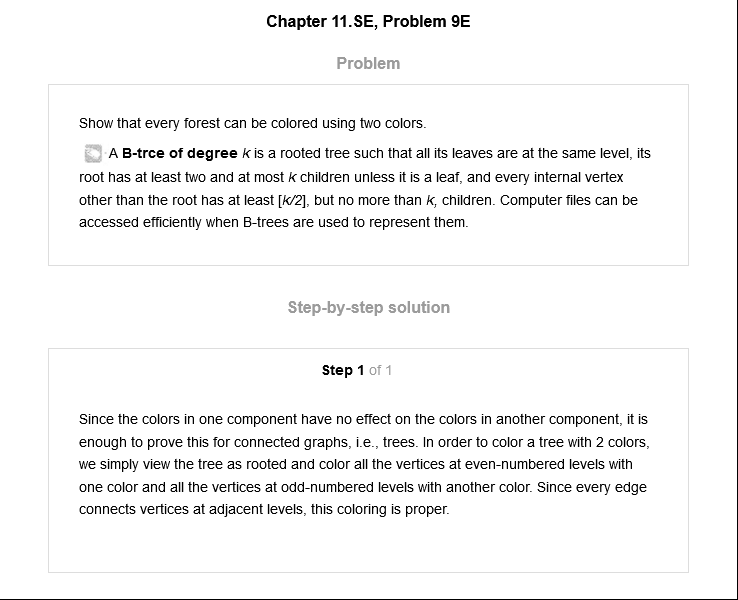 Chapter 11.SE, Problem 9E
Problem
Show that every forest can be colored using two colors.
A B-trce of degree k is a rooted tree such that all its leaves are at the same level, its
root has at least two and at most k children unless it is a leaf, and every internal vertex
other than the root has at least [k/2], but no more than k, children. Computer files can be
accessed efficiently when B-trees are used to represent them.
Step-by-step solution
Step 1 of 1
Since the colors in one component have no effect on the colors in another component, it is
enough to prove this for connected graphs, i.e., trees. In order to color a tree with 2 colors,
we simply view the tree as rooted and color all the vertices at even-numbered levels with
one color and all the vertices at odd-numbered levels with another color. Since every edge
connects vertices at adjacent levels, this coloring is proper.